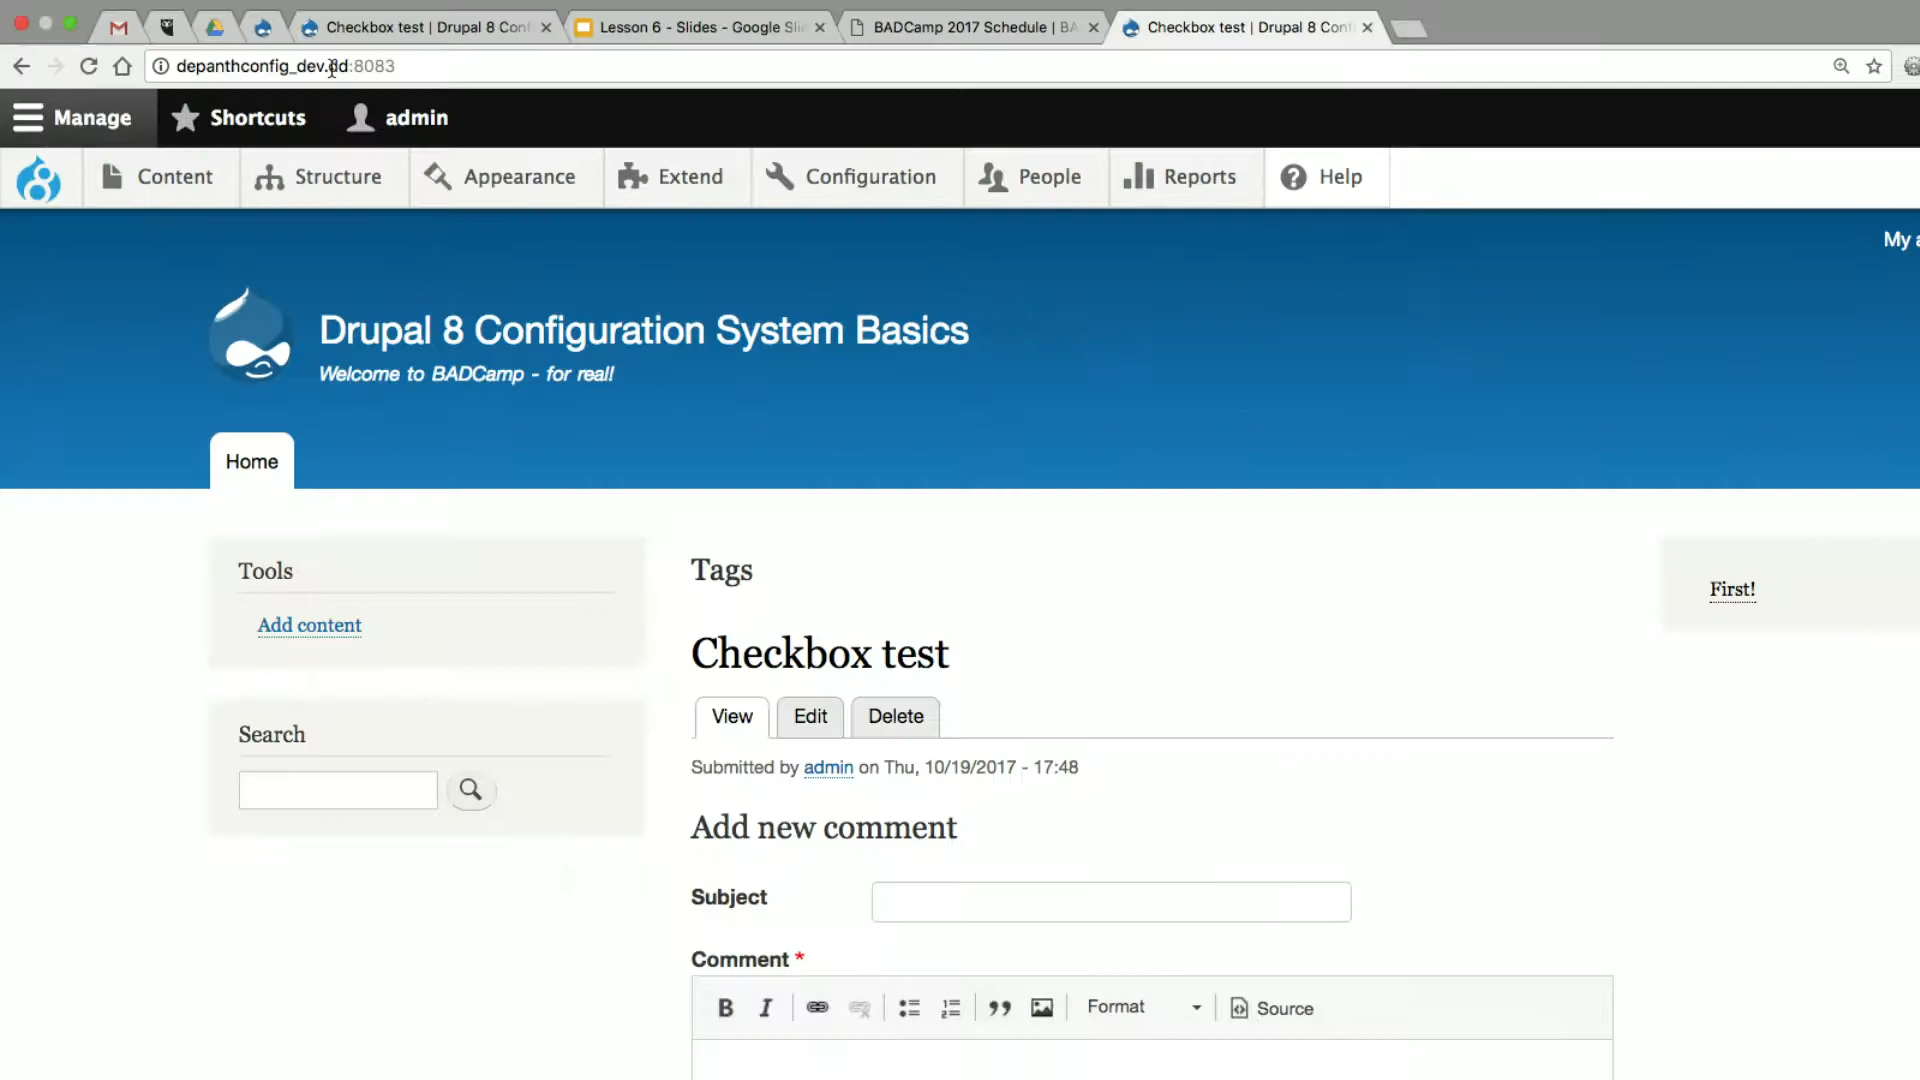 Checkbox test | Drupal 8 Conf
Lesson 6 - Slides - Google Slid
BADCamp 2017 Schedule | BA
Checkbox test | Drupal 8 Conf
depanthconfig_dev.dd:8083
Manage
Shortcuts
admin
Content
Structure
Appearance
Extend
Configuration
People
Reports
Help
My a
Drupal 8 Configuration System Basics
Welcome to BADCamp - for real!
Home
Tools
Add content
Search
Tags
Checkbox test
View
Edit
Delete
Submitted by admin on Thu, 10/19/2017 - 17:48
Add new comment
Subject
Comment *
B I
Format
Source
First!